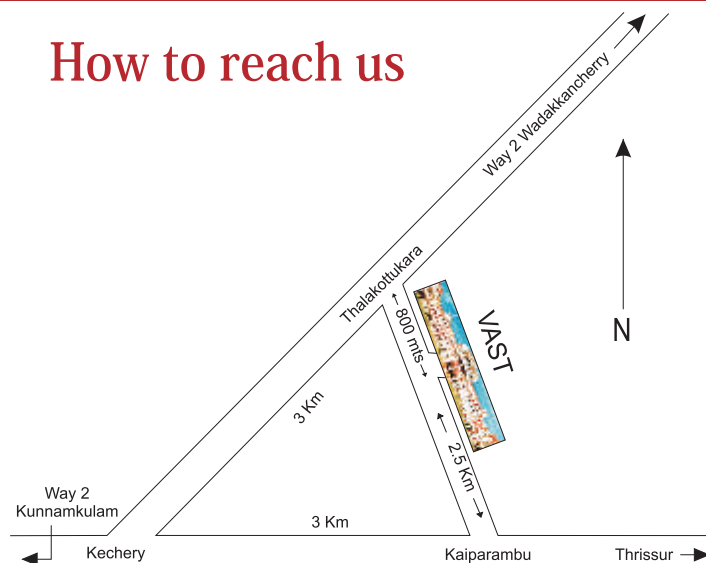 How to reach us
Way 2 Wadakkancherry
Thalakottukara
800 mts
VAST
N
3 Km
2.5 Km
Way 2
Kunnamkulam
3 Km
Kechery
Kaiparambu
Thrissur